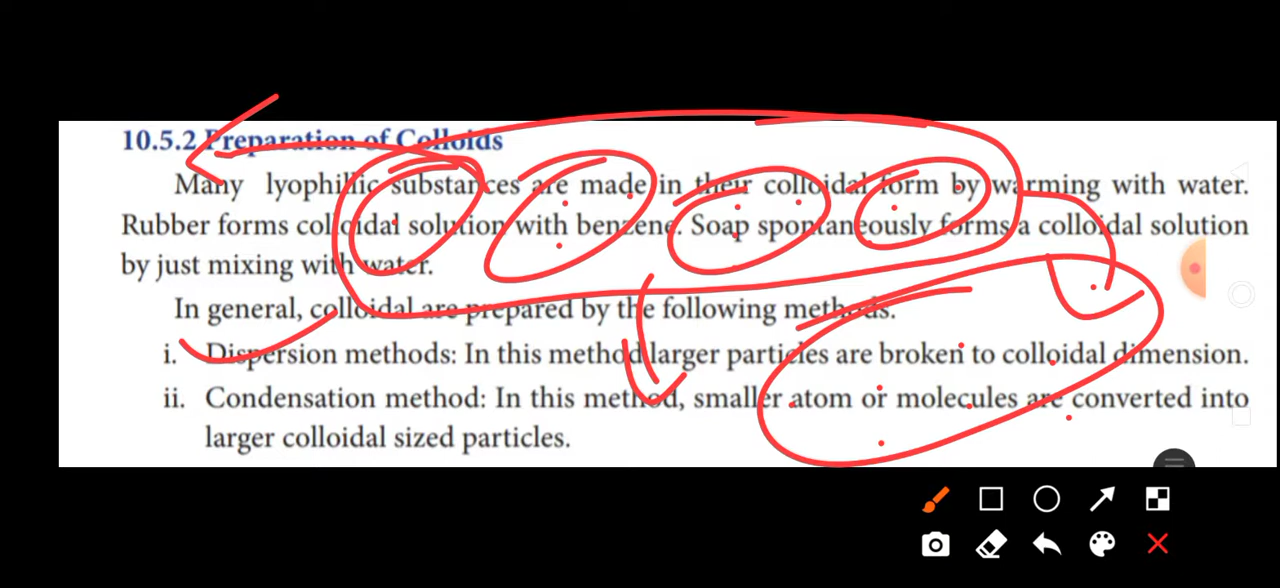 10.5.2 Preparation of Colloids
Many lyophillic substances are made in their colloidal form by warming with water.
Rubber forms colloidal solution with benzene. Soap spontaneously forms a colloidal solution
by just mixing with water.
In general, colloidal are prepared by the following methods.
i. Dispersion methods: In this method larger particles are broken to colloidal dimension.
ii. Condensation method: In this method, smaller atom or molecules are converted into
larger colloidal sized particles.